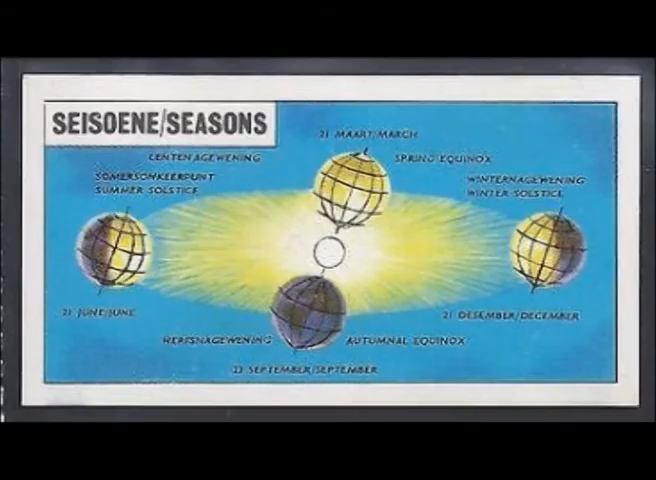 SEISOENE/SEASONS
21 MAART/MARCH
LENTENAGEWENING
SPRING EQUINOX
SOMERSONKEERPUNT
SUMMER SOLSTICE
WINTERNAGEWENING
WINTER SOLSTICE
21 JUNE/JUNE
21 DESEMBER/DECEMBER
HERFSNAGEWENING
AUTUMNAL EQUINOX
23 SEPTEMBER/SEPTEMBER